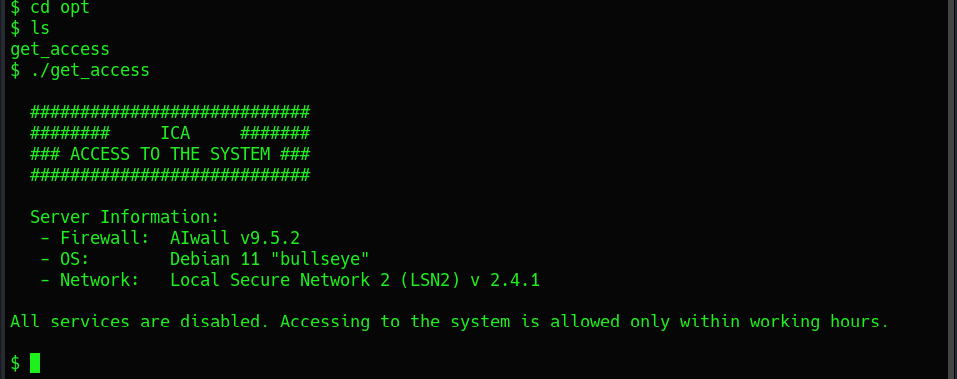 $ cd opt
$ ls
get_access
$ ./get_access
############################
########     ICA     #######
### ACCESS TO THE SYSTEM ###
############################
Server Information:
- Firewall:  AIwall v9.5.2
- OS:        Debian 11 "bullseye"
- Network:   Local Secure Network 2 (LSN2) v 2.4.1
All services are disabled. Accessing to the system is allowed only within working hours.
$